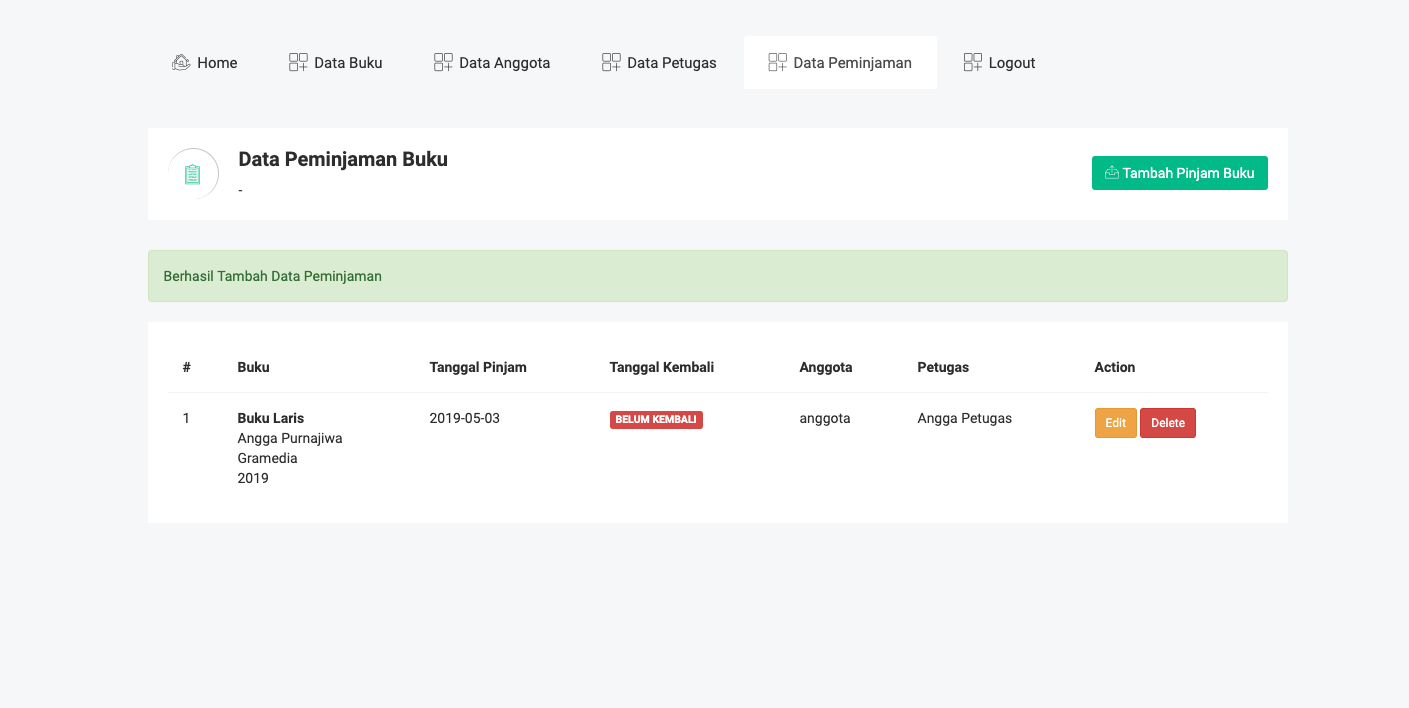 Home Data Buku Data Anggota Data Petugas Data Peminjaman Logout
Data Peminjaman Buku
-
Tambah Pinjam Buku
Berhasil Tambah Data Peminjaman
# Buku Tanggal Pinjam Tanggal Kembali Anggota Petugas Action
1 Buku Laris 2019-05-03 BELUM KEMBALI anggota Angga Petugas Edit Delete
Angga Purnajiwa
Gramedia
2019